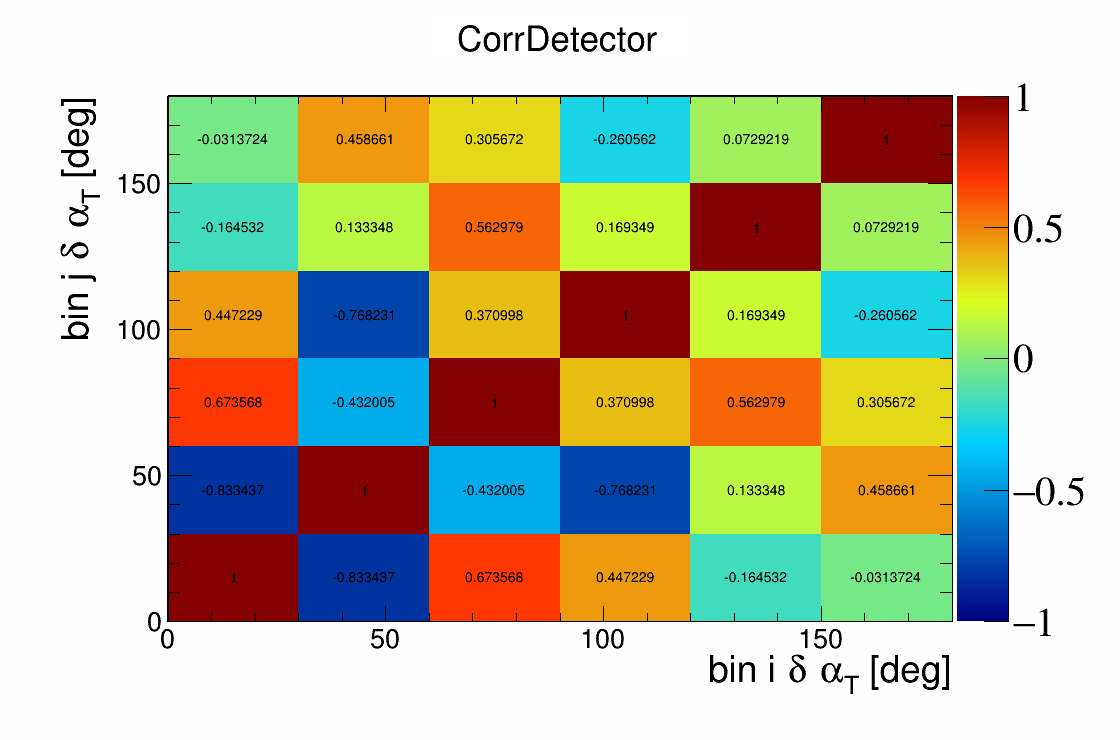 CorrDetector
bin j δ α_T [deg]
150
100
50
0
-0.0313724 0.458661 0.305672 -0.260562 0.0729219 1
-0.164532 0.133348 0.562979 0.169349 1 0.0729219
0.447229 -0.768231 0.370998 1 0.169349 -0.260562
0.673568 -0.432005 1 0.370998 0.562979 0.305672
-0.833437 1 -0.432005 -0.768231 0.133348 0.458661
1 -0.833437 0.673568 0.447229 -0.164532 -0.0313724
0 50 100 150
bin i δ α_T [deg]
1
0.5
0
−0.5
−1